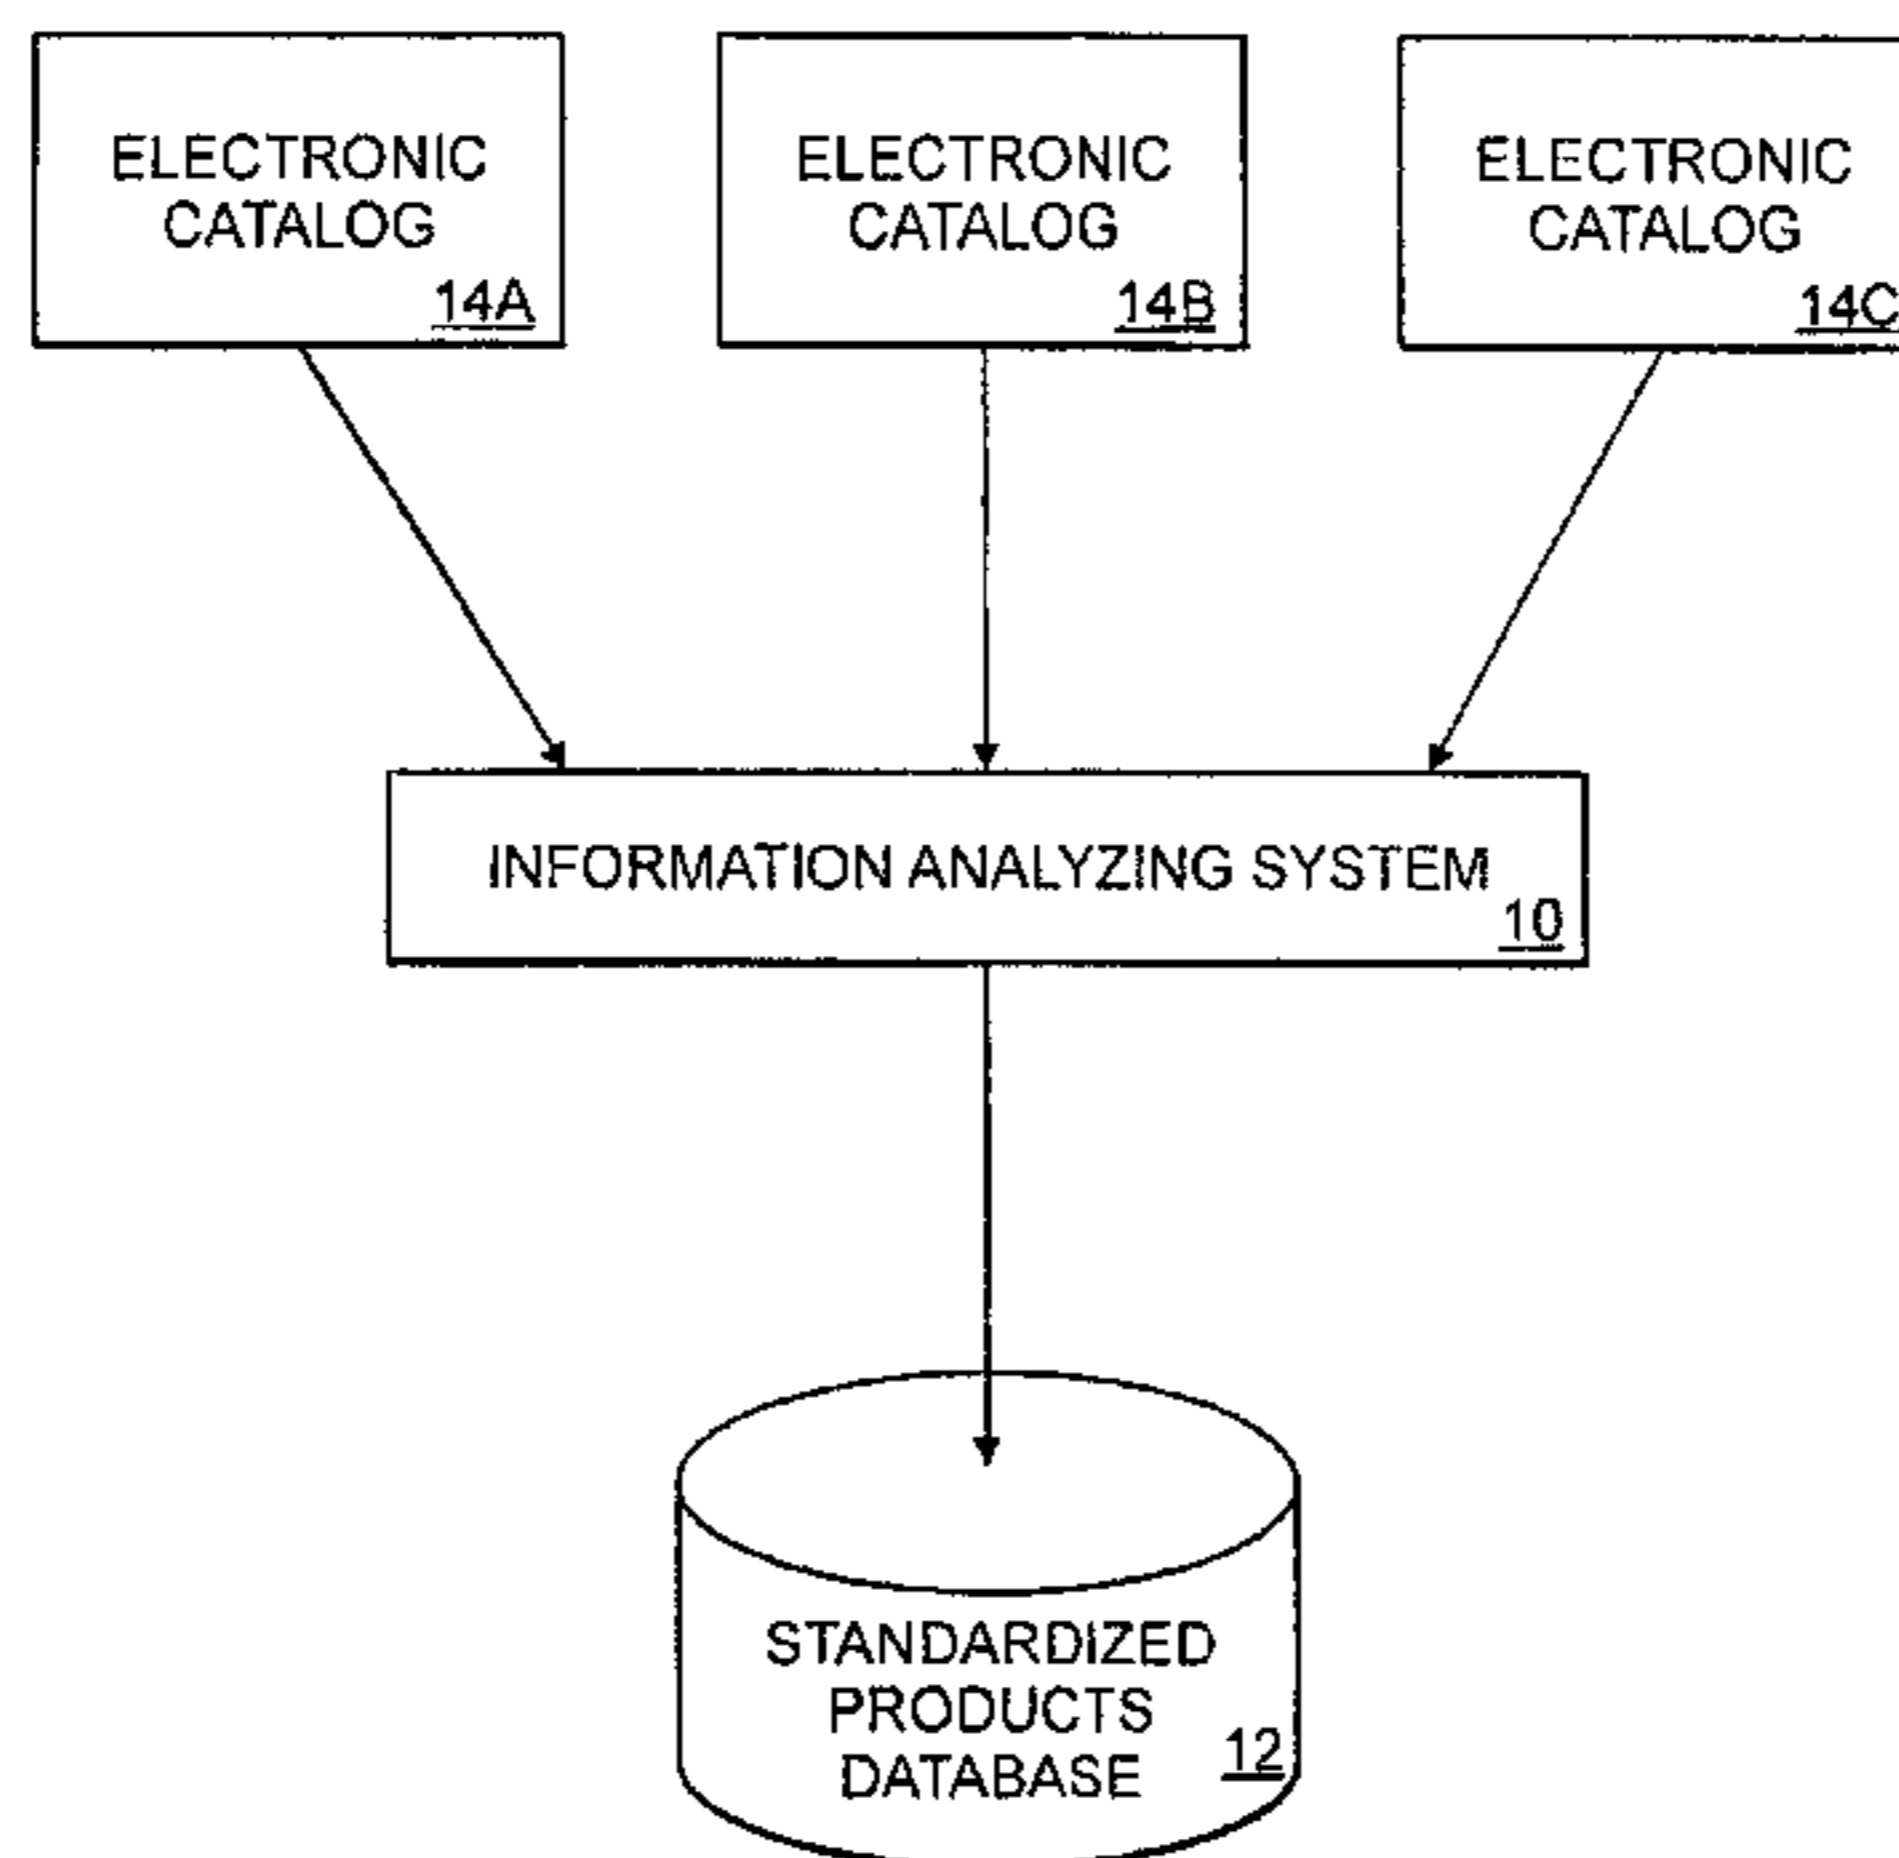 ELECTRONIC
CATALOG
14A
ELECTRONIC
CATALOG
14B
ELECTRONIC
CATALOG
14C
INFORMATION ANALYZING SYSTEM
10
STANDARDIZED
PRODUCTS
DATABASE
12